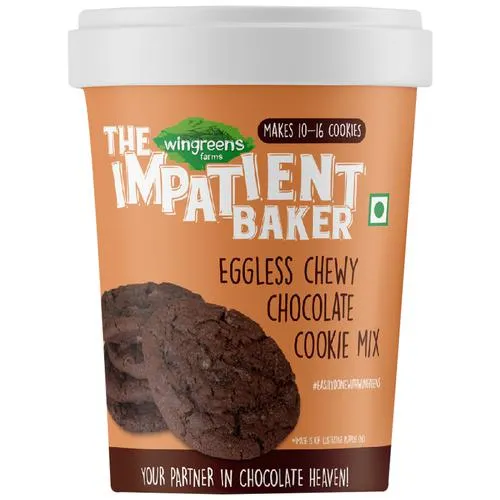 MAKES 10-16 COOKIES
wingreens
farms
THE
IMPATIENT
BAKER
EGGLESS CHEWY
CHOCOLATE
COOKIE MIX
#EASILYDONEWITHWINGREENS
YOUR PARTNER IN CHOCOLATE HEAVEN!